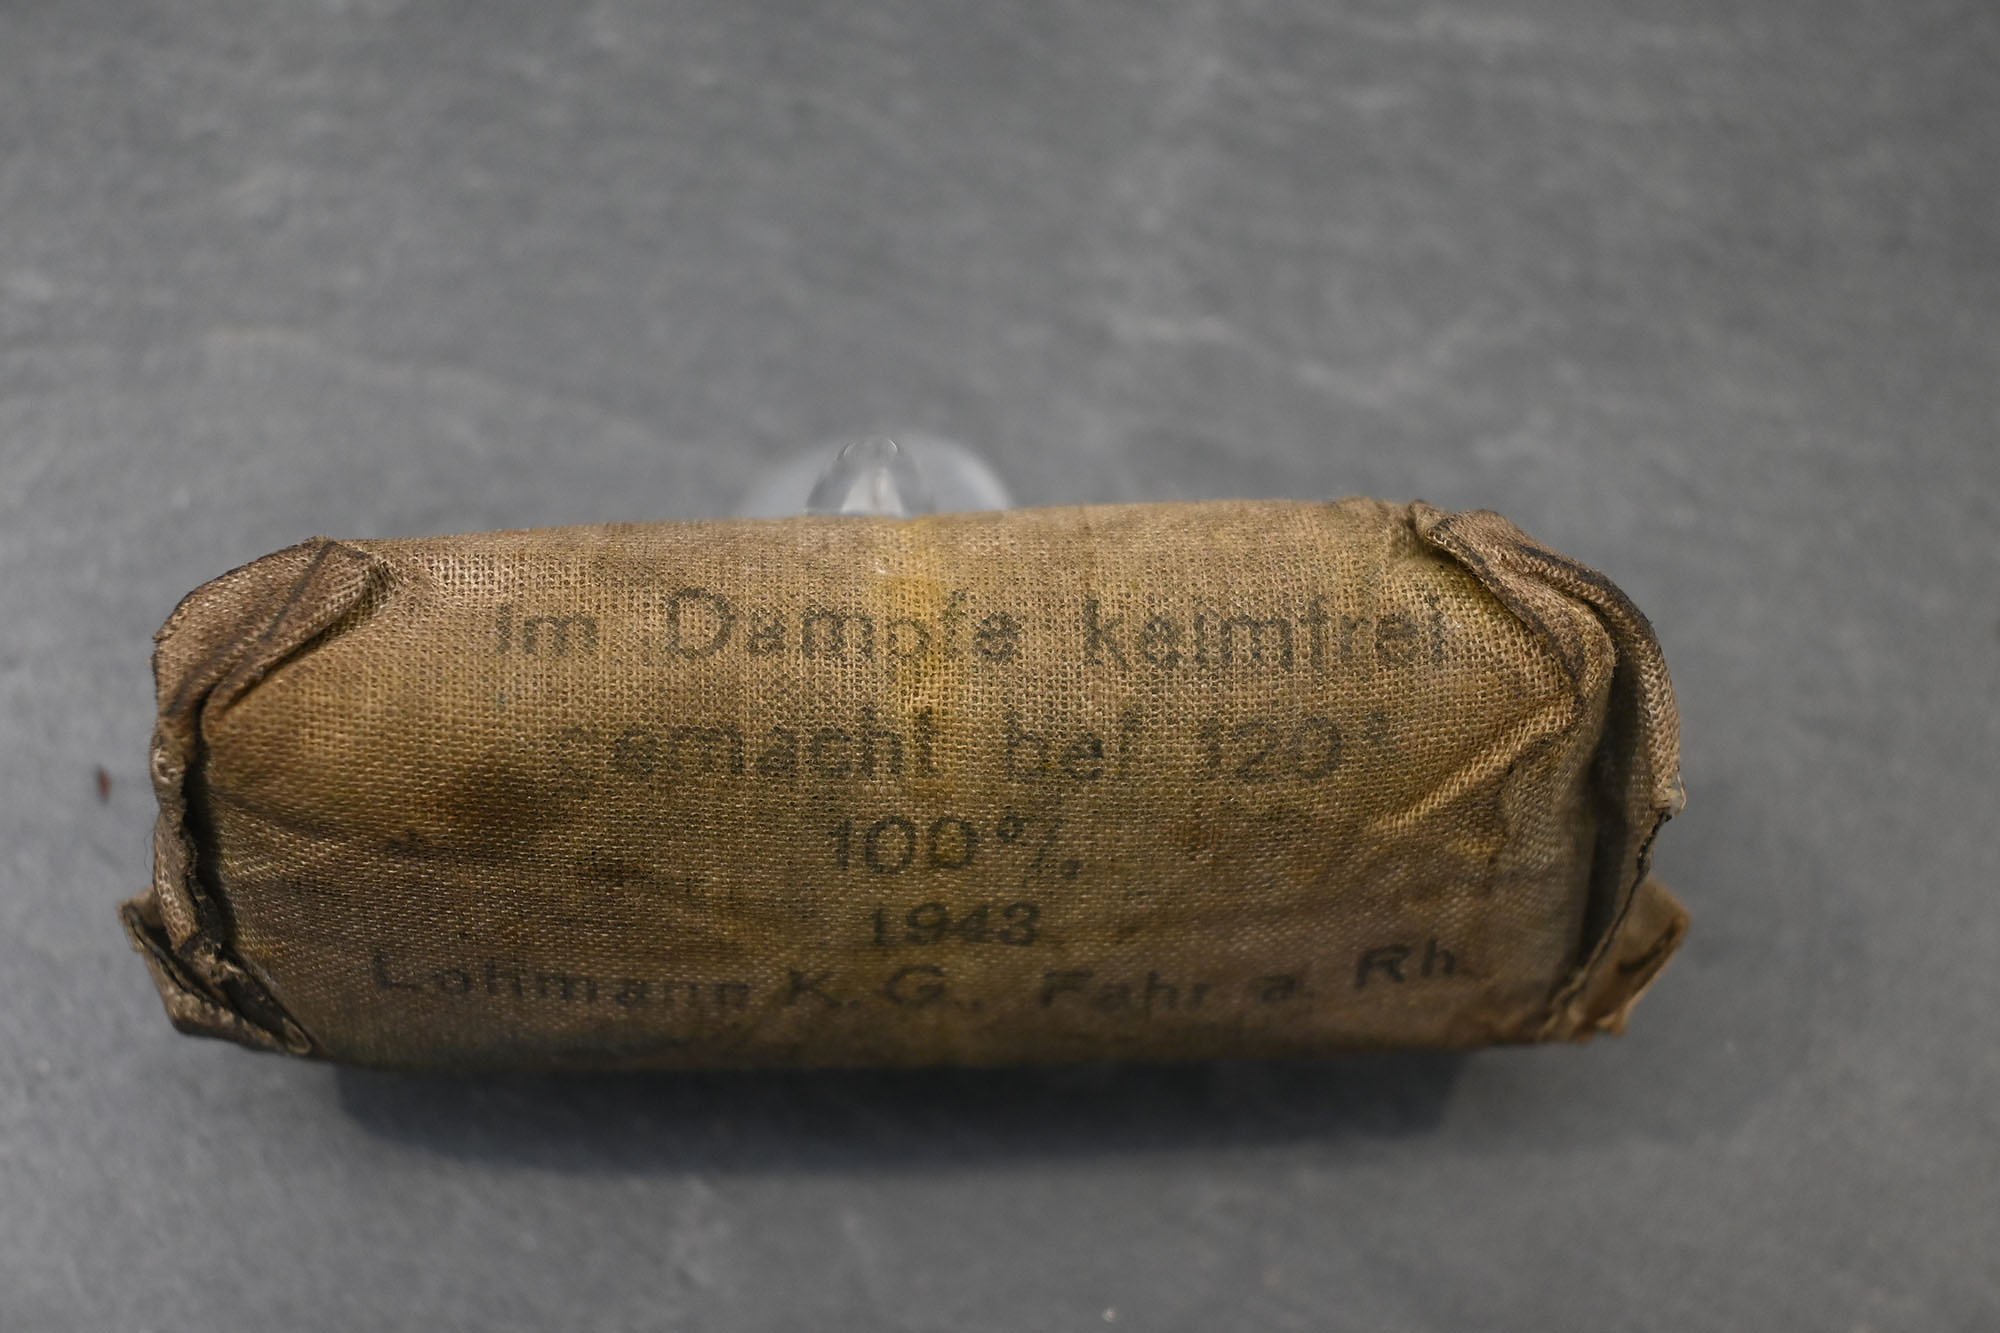 im Dampfe keimfrei
gemacht bei 120°
100%
1943
Lohmann K. G., Fahr a. Rh.